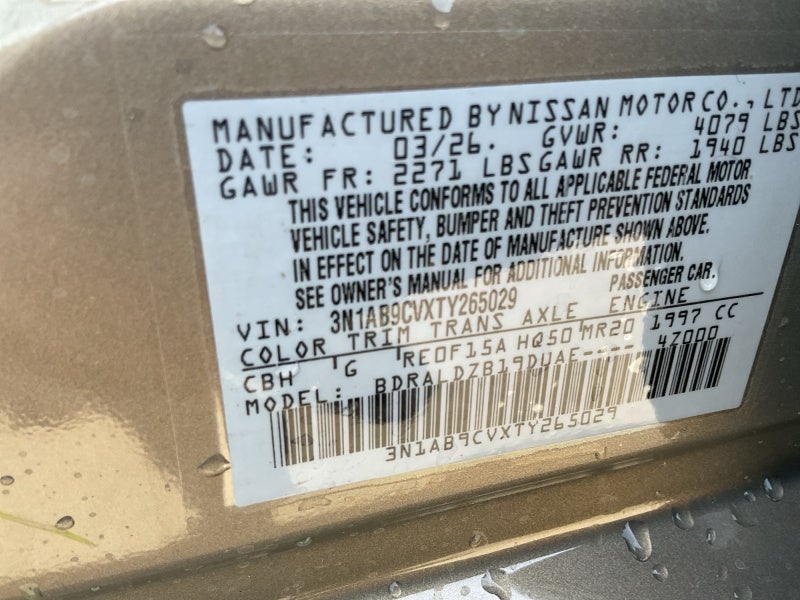 MANUFACTURED BY NISSAN MOTOR CO., LTD
DATE: 03/26. GVWR: 4079 LBS
GAWR FR: 2271 LBS GAWR RR: 1940 LBS
THIS VEHICLE CONFORMS TO ALL APPLICABLE FEDERAL MOTOR
VEHICLE SAFETY, BUMPER AND THEFT PREVENTION STANDARDS
IN EFFECT ON THE DATE OF MANUFACTURE SHOWN ABOVE.
SEE OWNER'S MANUAL FOR ADDITIONAL INFORMATION.
VIN: 3N1AB9CVXTY265029 PASSENGER CAR.
COLOR TRIM TRANS AXLE ENGINE
CBH G RE0F15A HQ50 MR20 1997 CC
MODEL: BDRALDZB19DUAE---- 47000
3N1AB9CVXTY265029